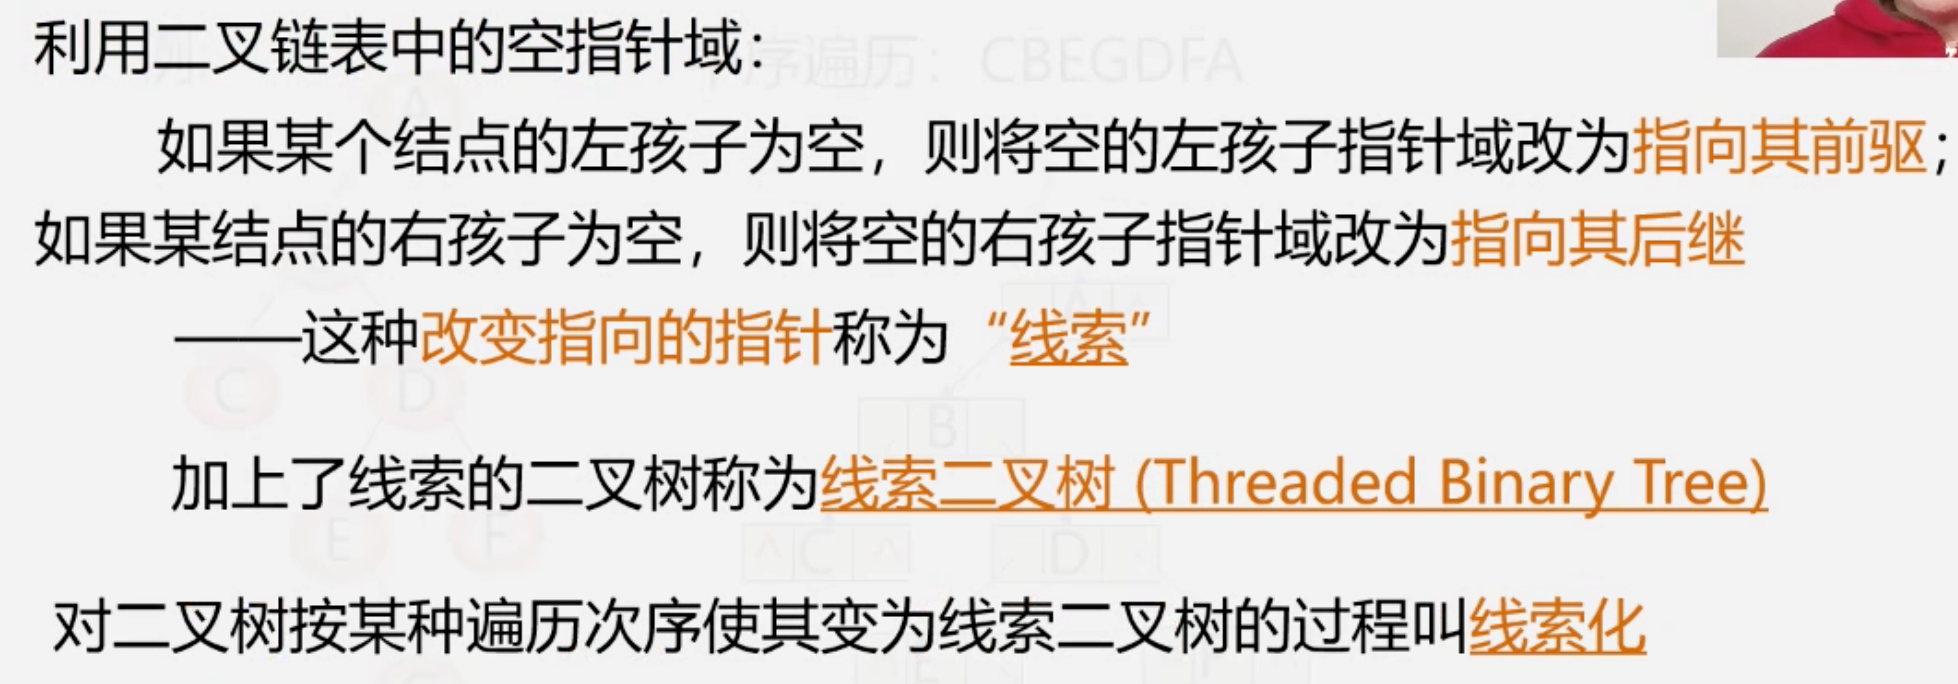 利用二叉链表中的空指针域：
序遍历：CBEGDFA
如果某个结点的左孩子为空，则将空的左孩子指针域改为指向其前驱；
如果某结点的右孩子为空，则将空的右孩子指针域改为指向其后继
——这种改变指向的指针称为“线索”
A
C D
B
加上了线索的二叉树称为线索二叉树 (Threaded Binary Tree)
E F
^ C ^ D
对二叉树按某种遍历次序使其变为线索二叉树的过程叫线索化